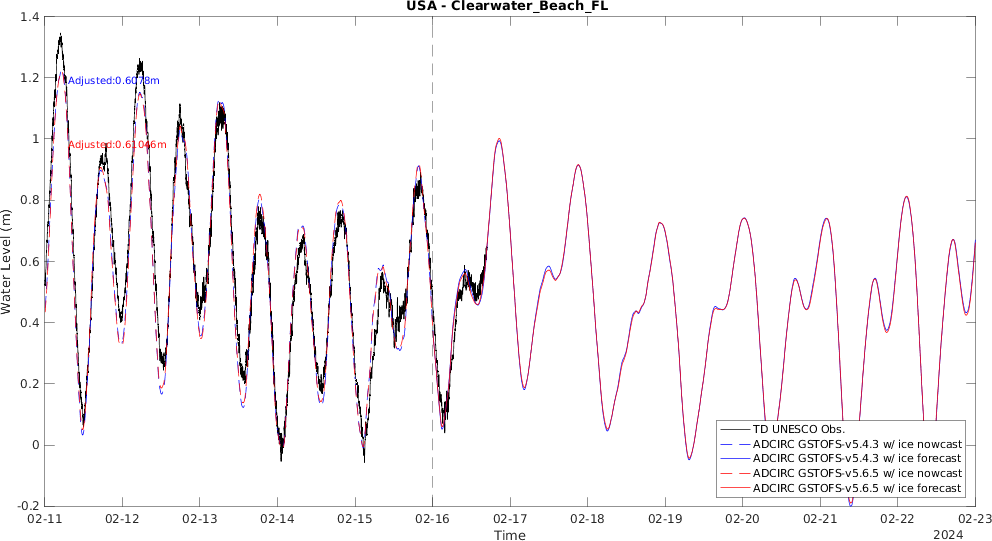 USA - Clearwater_Beach_FL
1.4
1.2
1
0.8
0.6
0.4
0.2
0
-0.2
Water Level (m)
Adjusted:0.6078m
Adjusted:0.61046m
TD UNESCO Obs.
ADCIRC GSTOFS-v5.4.3 w/ ice nowcast
ADCIRC GSTOFS-v5.4.3 w/ ice forecast
ADCIRC GSTOFS-v5.6.5 w/ ice nowcast
ADCIRC GSTOFS-v5.6.5 w/ ice forecast
02-11 02-12 02-13 02-14 02-15 02-16 02-17 02-18 02-19 02-20 02-21 02-22 02-23
Time
2024